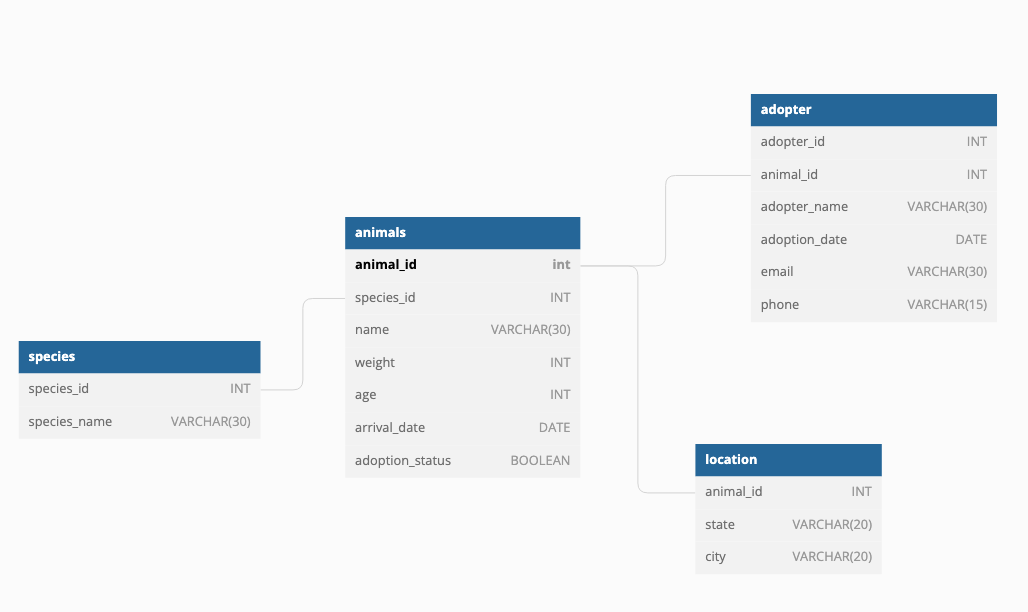 adopter
adopter_id INT
animal_id INT
adopter_name VARCHAR(30)
adoption_date DATE
email VARCHAR(30)
phone VARCHAR(15)
animals
animal_id int
species_id INT
name VARCHAR(30)
weight INT
age INT
arrival_date DATE
adoption_status BOOLEAN
species
species_id INT
species_name VARCHAR(30)
location
animal_id INT
state VARCHAR(20)
city VARCHAR(20)